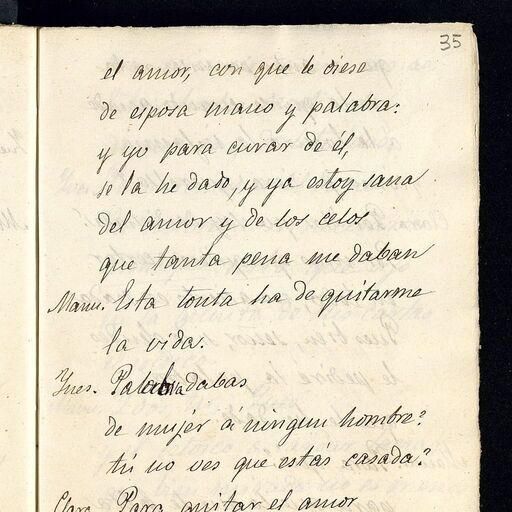 35
el amor, con que le diese
de esposa mano y palabra:
y yo para curar de él,
se la he dado, y ya estoy sana
del amor y de los celos
que tanta pena me daban
Manu. Esta tonta ha de quitarme
la vida.
Ynes. Palabra dabas
de mujer a ningun hombre?
tú no ves que estás casada?
Clara. Para quitar el amor